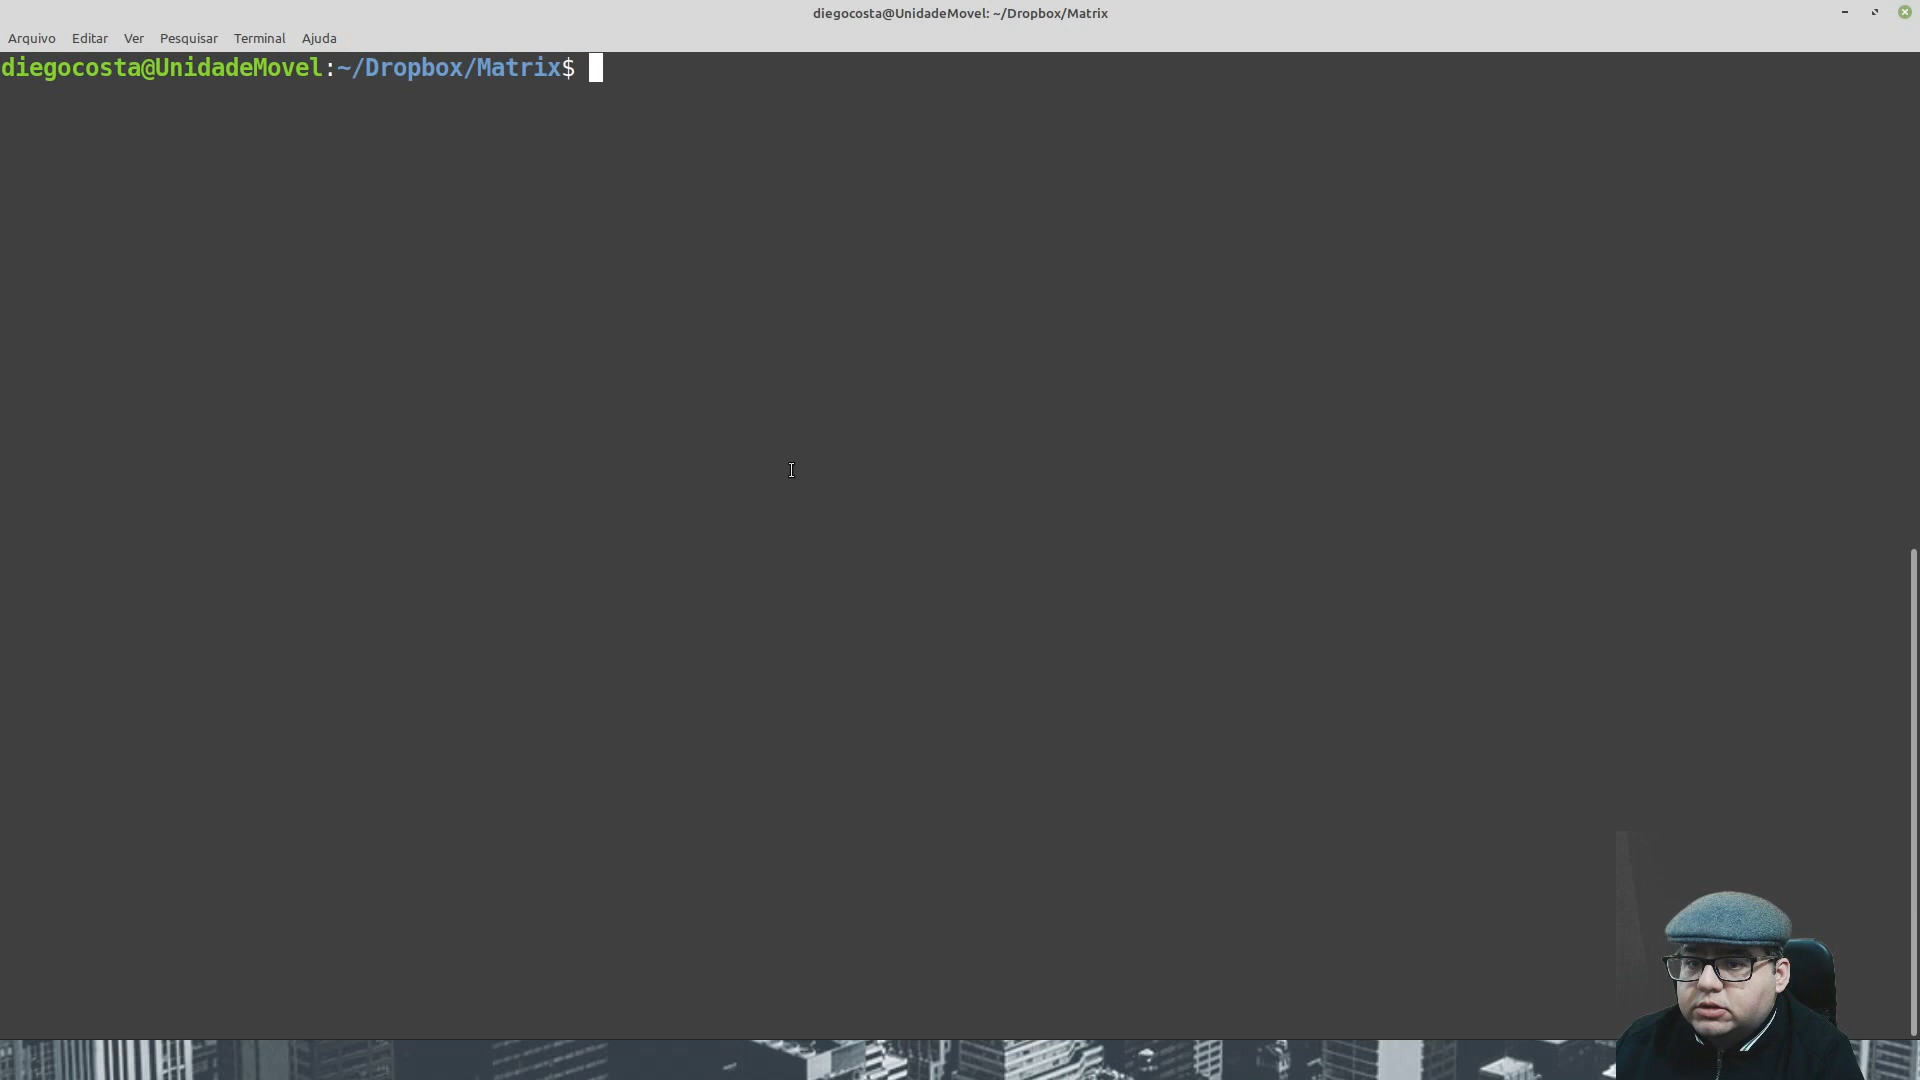 diegocosta@UnidadeMovel: ~/Dropbox/Matrix
Arquivo Editar Ver Pesquisar Terminal Ajuda
diegocosta@UnidadeMovel:~/Dropbox/Matrix$